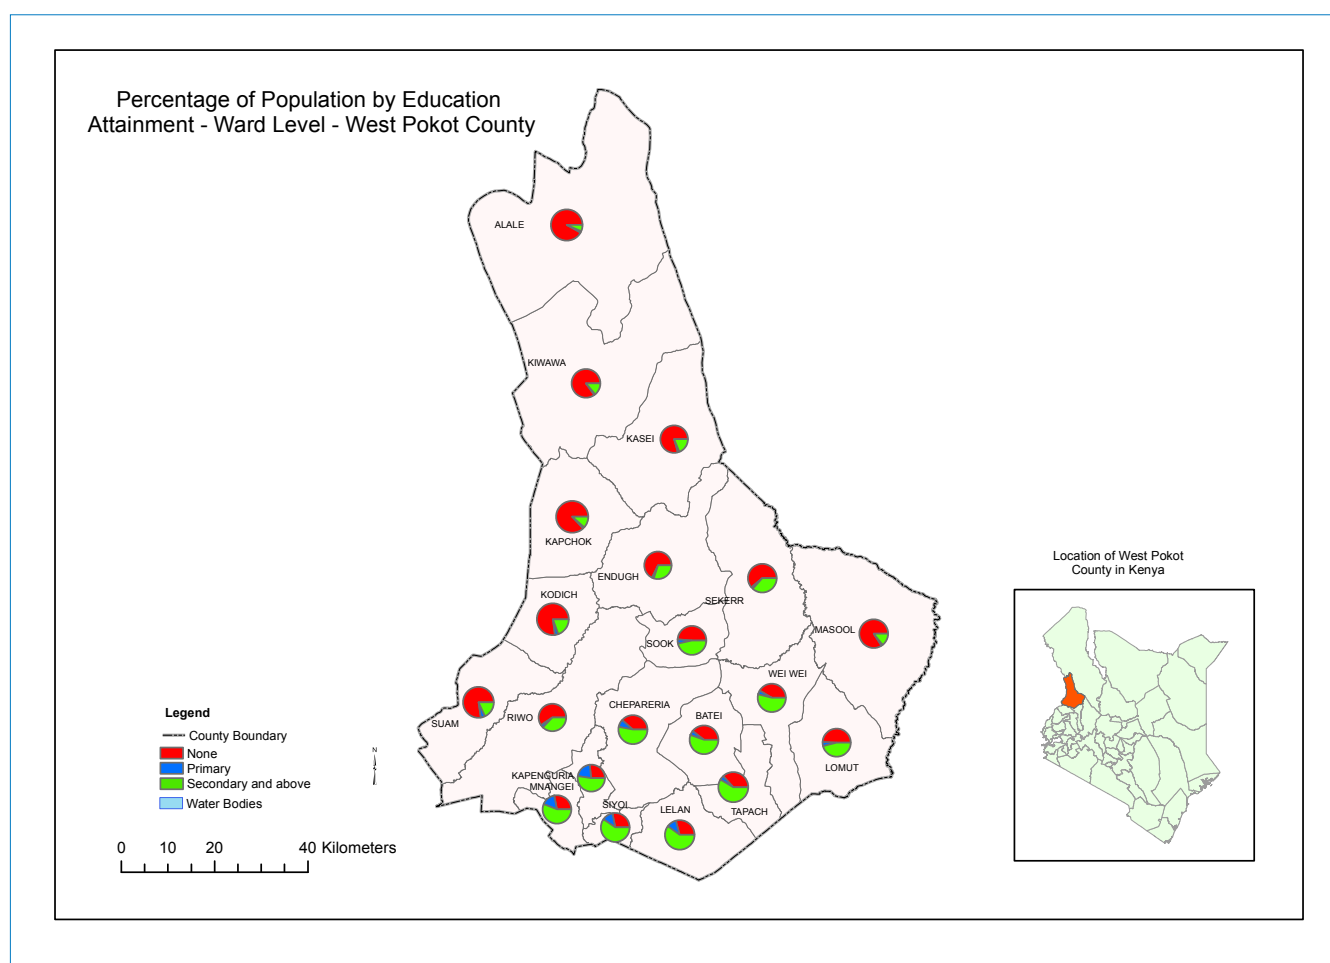 Percentage of Population by Education
Attainment - Ward Level - West Pokot County
ALALE
KIWAWA
KASEI
KAPCHOK
ENDUGH
KODICH
SEKERR
MASOOL
SOOK
WEI WEI
SUAM
RIWO
CHEPARERIA
BATEI
LOMUT
KAPENGURIA
MNANGEI
SIYOI
LELAN
TAPACH
Legend
County Boundary
None
Primary
Secondary and above
Water Bodies
N
0 10 20 40 Kilometers
Location of West Pokot
County in Kenya